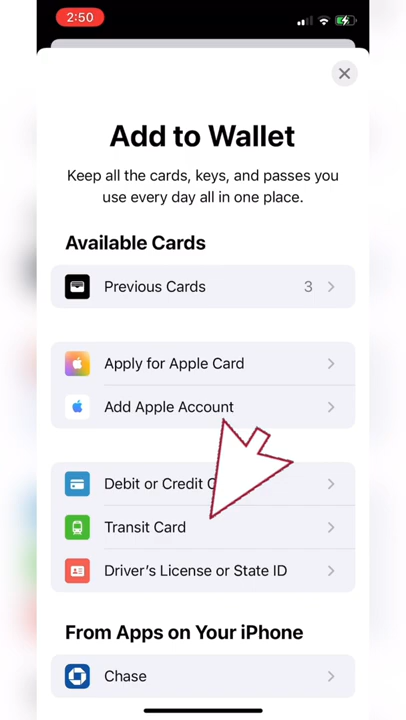 2:50
Add to Wallet
Keep all the cards, keys, and passes you
use every day all in one place.
Available Cards
Previous Cards 3
Apply for Apple Card
Add Apple Account
Debit or Credit
Transit Card
Driver's License or State ID
From Apps on Your iPhone
Chase